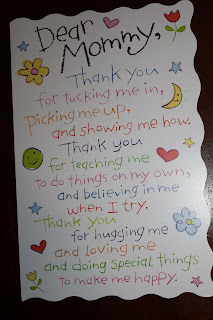 Dear
Mommy,
Thank you
for tucking me in,
picking me up,
and showing me how.
Thank you
for teaching me
to do things on my own,
and believing in me
when I try.
Thank you
for hugging me
and loving me
and doing special things
to make me happy.